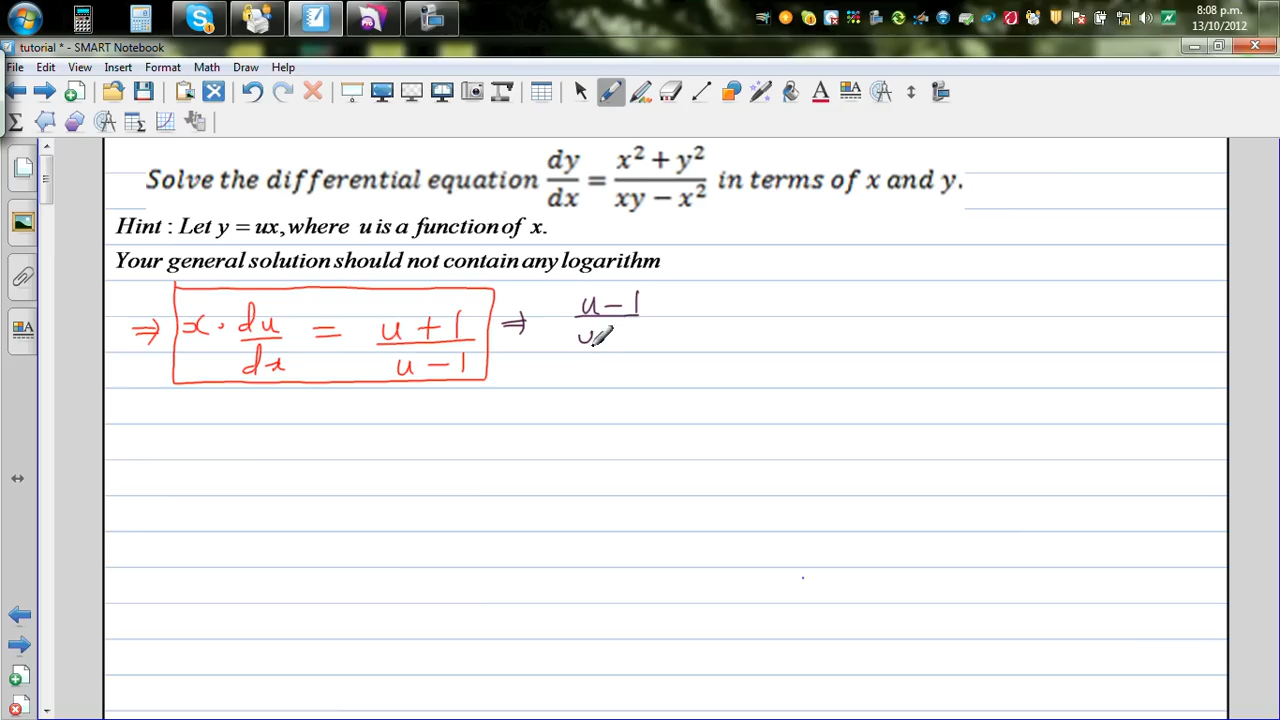 8:08 p.m.
13/10/2012
tutorial * - SMART Notebook
File Edit View Insert Format Math Draw Help
Solve the differential equation dy/dx = (x² + y²)/(xy − x²) in terms of x and y.
Hint : Let y = ux, where u is a function of x.
Your general solution should not contain any logarithm
⇒ x · du/dx = (u + 1)/(u − 1) ⇒ (u − 1)/u